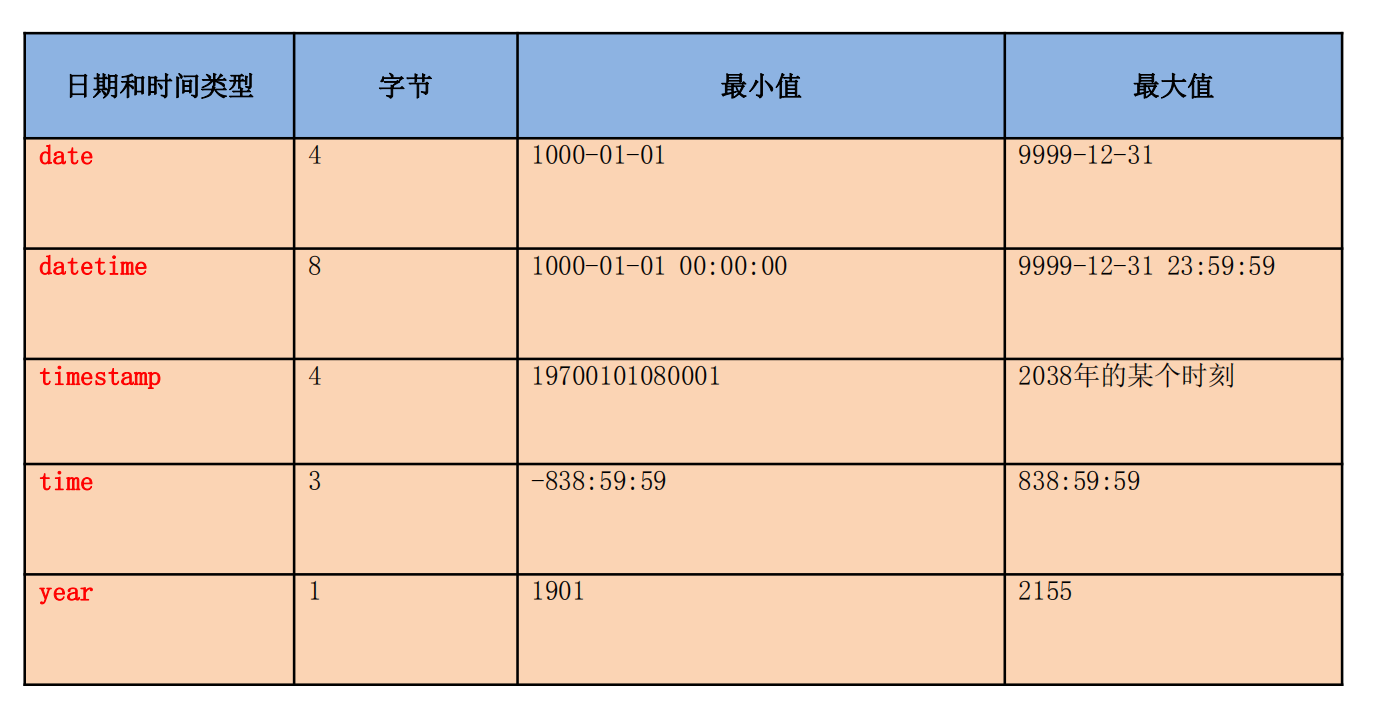 日期和时间类型 字节 最小值 最大值
date 4 1000-01-01 9999-12-31
datetime 8 1000-01-01 00:00:00 9999-12-31 23:59:59
timestamp 4 19700101080001 2038年的某个时刻
time 3 -838:59:59 838:59:59
year 1 1901 2155